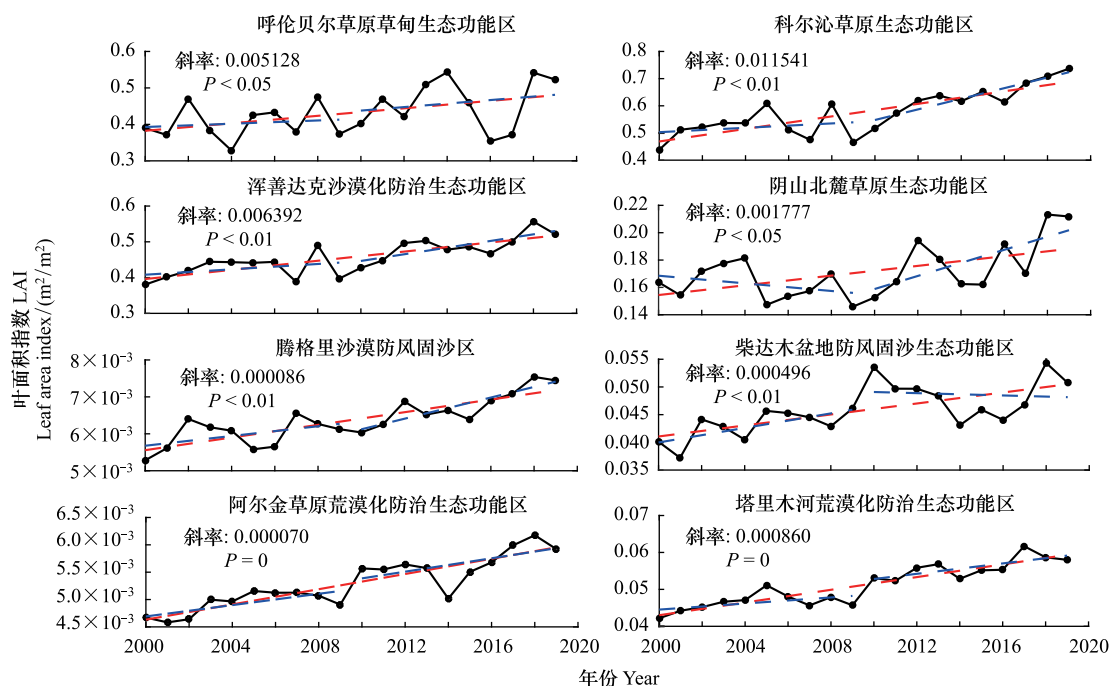 呼伦贝尔草原草甸生态功能区
斜率: 0.005128
P < 0.05
0.6
0.5
0.4
0.3
科尔沁草原生态功能区
斜率: 0.011541
P < 0.01
0.8
0.7
0.6
0.5
0.4
浑善达克沙漠化防治生态功能区
斜率: 0.006392
P < 0.01
0.6
0.5
0.4
0.3
阴山北麓草原生态功能区
斜率: 0.001777
P < 0.05
0.22
0.18
0.16
0.14
腾格里沙漠防风固沙区
斜率: 0.000086
P < 0.01
8×10⁻³
7×10⁻³
6×10⁻³
5×10⁻³
柴达木盆地防风固沙生态功能区
斜率: 0.000496
P < 0.01
0.055
0.050
0.045
0.040
0.035
阿尔金草原荒漠化防治生态功能区
斜率: 0.000070
P = 0
6.5×10⁻³
6.0×10⁻³
5.5×10⁻³
5.0×10⁻³
4.5×10⁻³
2000 2004 2008 2012 2016 2020
塔里木河荒漠化防治生态功能区
斜率: 0.000860
P = 0
0.07
0.06
0.05
0.04
2000 2004 2008 2012 2016 2020
叶面积指数 LAI
Leaf area index/(m²/m²)
年份 Year